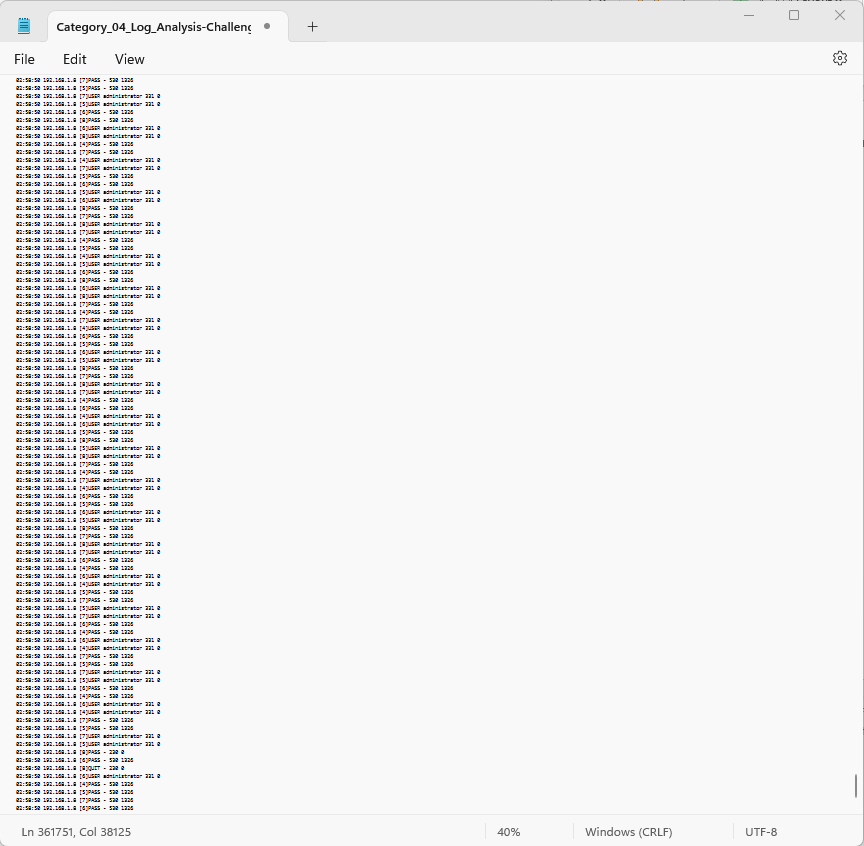 Category_04_Log_Analysis-Challeng
File Edit View
02:58:50 192.168.1.8 [7]PASS - 530 1326
02:58:50 192.168.1.8 [5]PASS - 530 1326
02:58:50 192.168.1.8 [7]USER administrator 331 0
02:58:50 192.168.1.8 [5]USER administrator 331 0
02:58:50 192.168.1.8 [6]PASS - 530 1326
02:58:50 192.168.1.8 [8]PASS - 530 1326
02:58:50 192.168.1.8 [6]USER administrator 331 0
02:58:50 192.168.1.8 [8]USER administrator 331 0
02:58:50 192.168.1.8 [4]PASS - 530 1326
02:58:50 192.168.1.8 [7]PASS - 530 1326
02:58:50 192.168.1.8 [4]USER administrator 331 0
02:58:50 192.168.1.8 [7]USER administrator 331 0
02:58:50 192.168.1.8 [5]PASS - 530 1326
02:58:50 192.168.1.8 [6]PASS - 530 1326
02:58:50 192.168.1.8 [5]USER administrator 331 0
02:58:50 192.168.1.8 [6]USER administrator 331 0
02:58:50 192.168.1.8 [8]PASS - 530 1326
02:58:50 192.168.1.8 [7]PASS - 530 1326
02:58:50 192.168.1.8 [8]USER administrator 331 0
02:58:50 192.168.1.8 [7]USER administrator 331 0
02:58:50 192.168.1.8 [4]PASS - 530 1326
02:58:50 192.168.1.8 [5]PASS - 530 1326
02:58:50 192.168.1.8 [4]USER administrator 331 0
02:58:50 192.168.1.8 [5]USER administrator 331 0
02:58:50 192.168.1.8 [6]PASS - 530 1326
02:58:50 192.168.1.8 [8]PASS - 530 1326
02:58:50 192.168.1.8 [6]USER administrator 331 0
02:58:50 192.168.1.8 [8]USER administrator 331 0
02:58:50 192.168.1.8 [7]PASS - 530 1326
02:58:50 192.168.1.8 [4]PASS - 530 1326
02:58:50 192.168.1.8 [7]USER administrator 331 0
02:58:50 192.168.1.8 [4]USER administrator 331 0
02:58:50 192.168.1.8 [6]PASS - 530 1326
02:58:50 192.168.1.8 [5]PASS - 530 1326
02:58:50 192.168.1.8 [6]USER administrator 331 0
02:58:50 192.168.1.8 [5]USER administrator 331 0
02:58:50 192.168.1.8 [8]PASS - 530 1326
02:58:50 192.168.1.8 [7]PASS - 530 1326
02:58:50 192.168.1.8 [8]USER administrator 331 0
02:58:50 192.168.1.8 [7]USER administrator 331 0
02:58:50 192.168.1.8 [4]PASS - 530 1326
02:58:50 192.168.1.8 [6]PASS - 530 1326
02:58:50 192.168.1.8 [4]USER administrator 331 0
02:58:50 192.168.1.8 [6]USER administrator 331 0
02:58:50 192.168.1.8 [5]PASS - 530 1326
02:58:50 192.168.1.8 [8]PASS - 530 1326
02:58:50 192.168.1.8 [5]USER administrator 331 0
02:58:50 192.168.1.8 [8]USER administrator 331 0
02:58:50 192.168.1.8 [7]PASS - 530 1326
02:58:50 192.168.1.8 [4]PASS - 530 1326
02:58:50 192.168.1.8 [7]USER administrator 331 0
02:58:50 192.168.1.8 [4]USER administrator 331 0
02:58:50 192.168.1.8 [6]PASS - 530 1326
02:58:50 192.168.1.8 [5]PASS - 530 1326
02:58:50 192.168.1.8 [6]USER administrator 331 0
02:58:50 192.168.1.8 [5]USER administrator 331 0
02:58:50 192.168.1.8 [8]PASS - 530 1326
02:58:50 192.168.1.8 [7]PASS - 530 1326
02:58:50 192.168.1.8 [8]USER administrator 331 0
02:58:50 192.168.1.8 [7]USER administrator 331 0
02:58:50 192.168.1.8 [6]PASS - 530 1326
02:58:50 192.168.1.8 [4]PASS - 530 1326
02:58:50 192.168.1.8 [6]USER administrator 331 0
02:58:50 192.168.1.8 [4]USER administrator 331 0
02:58:50 192.168.1.8 [5]PASS - 530 1326
02:58:50 192.168.1.8 [7]PASS - 530 1326
02:58:50 192.168.1.8 [5]USER administrator 331 0
02:58:50 192.168.1.8 [7]USER administrator 331 0
02:58:50 192.168.1.8 [6]PASS - 530 1326
02:58:50 192.168.1.8 [4]PASS - 530 1326
02:58:50 192.168.1.8 [6]USER administrator 331 0
02:58:50 192.168.1.8 [4]USER administrator 331 0
02:58:50 192.168.1.8 [7]PASS - 530 1326
02:58:50 192.168.1.8 [5]PASS - 530 1326
02:58:50 192.168.1.8 [7]USER administrator 331 0
02:58:50 192.168.1.8 [5]USER administrator 331 0
02:58:50 192.168.1.8 [6]PASS - 530 1326
02:58:50 192.168.1.8 [4]PASS - 530 1326
02:58:50 192.168.1.8 [6]USER administrator 331 0
02:58:50 192.168.1.8 [4]USER administrator 331 0
02:58:50 192.168.1.8 [7]PASS - 530 1326
02:58:50 192.168.1.8 [5]PASS - 530 1326
02:58:50 192.168.1.8 [7]USER administrator 331 0
02:58:50 192.168.1.8 [5]USER administrator 331 0
02:58:50 192.168.1.8 [8]PASS - 230 0
02:58:50 192.168.1.8 [6]PASS - 530 1326
02:58:50 192.168.1.8 [8]QUIT - 230 0
02:58:50 192.168.1.8 [6]USER administrator 331 0
02:58:50 192.168.1.8 [4]PASS - 530 1326
02:58:50 192.168.1.8 [5]PASS - 530 1326
02:58:50 192.168.1.8 [7]PASS - 530 1326
02:58:50 192.168.1.8 [6]PASS - 530 1326
Ln 361751, Col 38125 40% Windows (CRLF) UTF-8